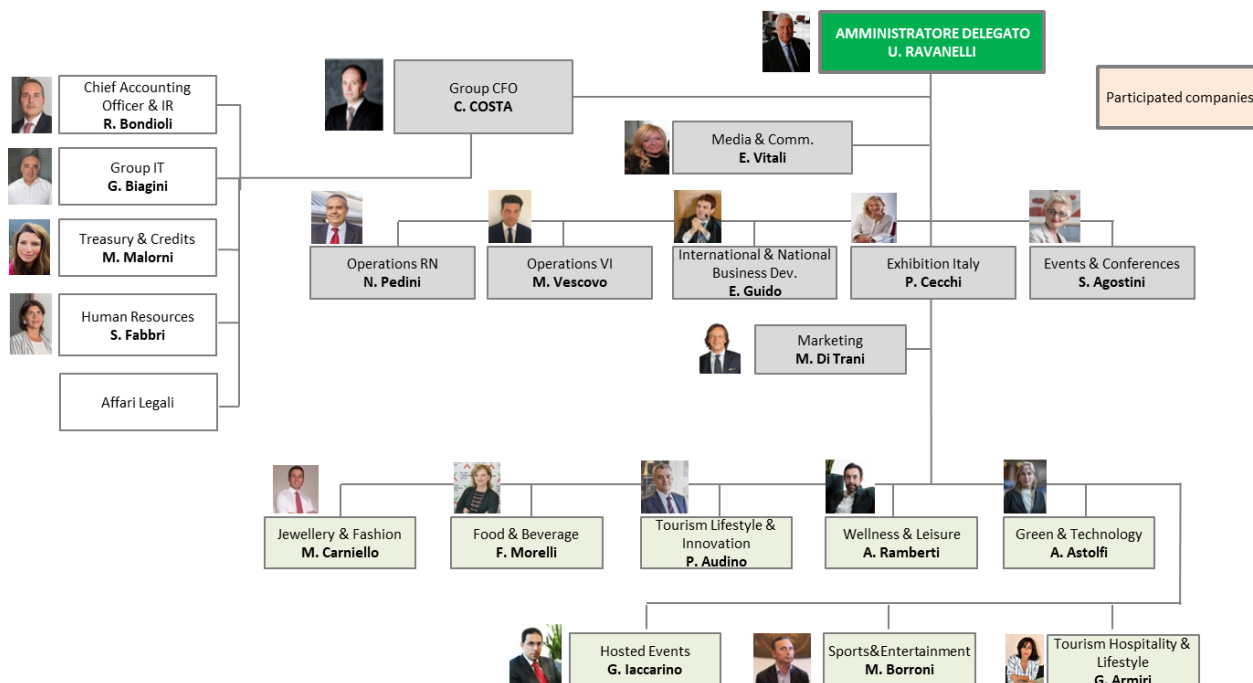 AMMINISTRATORE DELEGATO
U. RAVANELLI
Group CFO
C. COSTA
Participated companies
Chief Accounting
Officer & IR
R. Bondioli
Media & Comm.
E. Vitali
Group IT
G. Biagini
Treasury & Credits
M. Malorni
Human Resources
S. Fabbri
Affari Legali
Operations RN
N. Pedini
Operations VI
M. Vescovo
International & National
Business Dev.
E. Guido
Exhibition Italy
P. Cecchi
Events & Conferences
S. Agostini
Marketing
M. Di Trani
Jewellery & Fashion
M. Carniello
Food & Beverage
F. Morelli
Tourism Lifestyle &
Innovation
P. Audino
Wellness & Leisure
A. Ramberti
Green & Technology
A. Astolfi
Hosted Events
G. Iaccarino
Sports&Entertainment
M. Borroni
Tourism Hospitality &
Lifestyle
G. Armiri